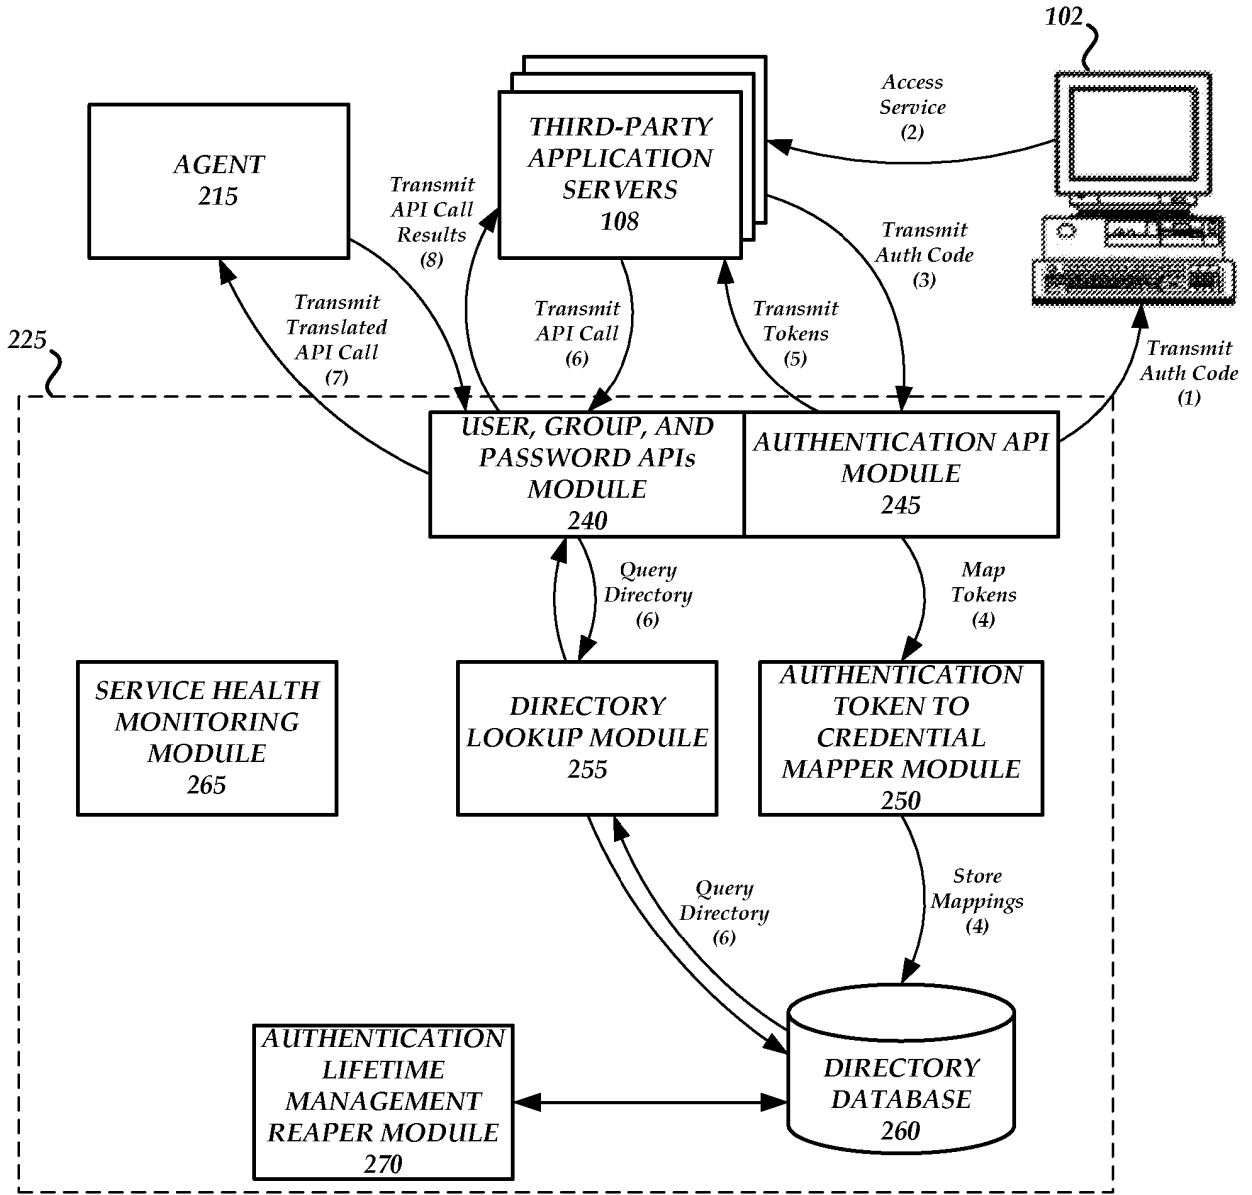 102
Access
Service
(2)
THIRD-PARTY
APPLICATION
SERVERS
108
AGENT
215
Transmit
API Call
Results
(8)
Transmit
Auth Code
(3)
Transmit
Translated
API Call
(7)
Transmit
API Call
(6)
Transmit
Tokens
(5)
Transmit
Auth Code
(1)
225
USER, GROUP, AND
PASSWORD APIs
MODULE
240
AUTHENTICATION API
MODULE
245
Query
Directory
(6)
Map
Tokens
(4)
SERVICE HEALTH
MONITORING
MODULE
265
DIRECTORY
LOOKUP MODULE
255
AUTHENTICATION
TOKEN TO
CREDENTIAL
MAPPER MODULE
250
Query
Directory
(6)
Store
Mappings
(4)
AUTHENTICATION
LIFETIME
MANAGEMENT
REAPER MODULE
270
DIRECTORY
DATABASE
260